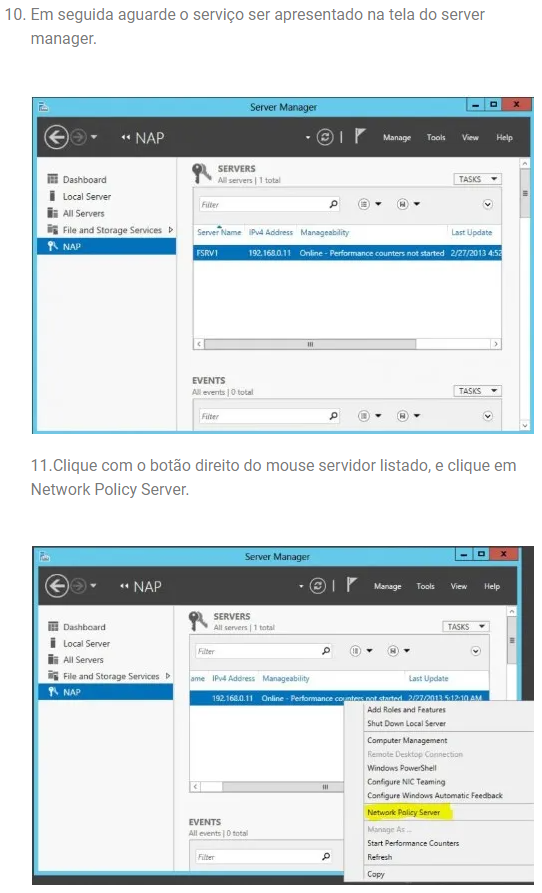 10. Em seguida aguarde o serviço ser apresentado na tela do server
manager.
Server Manager
NAP
Manage Tools View Help
Dashboard
Local Server
All Servers
File and Storage Services
NAP
SERVERS
All servers | 1 total
TASKS
Filter
Server Name IPv4 Address Manageability Last Update
FSRV1 192.168.0.11 Online - Performance counters not started 2/27/2013 4:52
EVENTS
All events | 0 total
TASKS
Filter
11.Clique com o botão direito do mouse servidor listado, e clique em
Network Policy Server.
Server Manager
NAP
Manage Tools View Help
Dashboard
Local Server
All Servers
File and Storage Services
NAP
SERVERS
All servers | 1 total
TASKS
Filter
ame IPv4 Address Manageability Last Update
192.168.0.11 Online - Performance counters not started 2/27/2013 5:12:10 AM
Add Roles and Features
Shut Down Local Server
Computer Management
Remote Desktop Connection
Windows PowerShell
Configure NIC Teaming
Configure Windows Automatic Feedback
Network Policy Server
Manage As ...
Start Performance Counters
Refresh
Copy
EVENTS
All events | 0 total
Filter